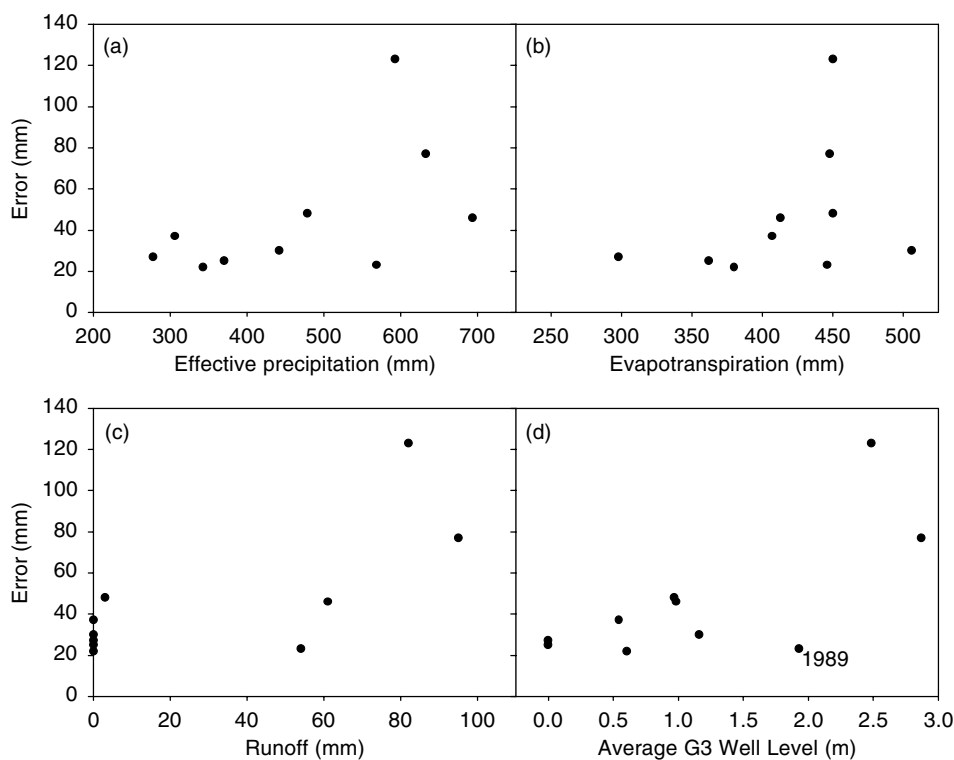 140
120
100
80
60
40
20
0
Error (mm)
(a)
(b)
200 300 400 500 600 700
250 300 350 400 450 500
Effective precipitation (mm)
Evapotranspiration (mm)
140
120
100
80
60
40
20
0
Error (mm)
(c)
(d)
1989
0 20 40 60 80 100
0.0 0.5 1.0 1.5 2.0 2.5 3.0
Runoff (mm)
Average G3 Well Level (m)